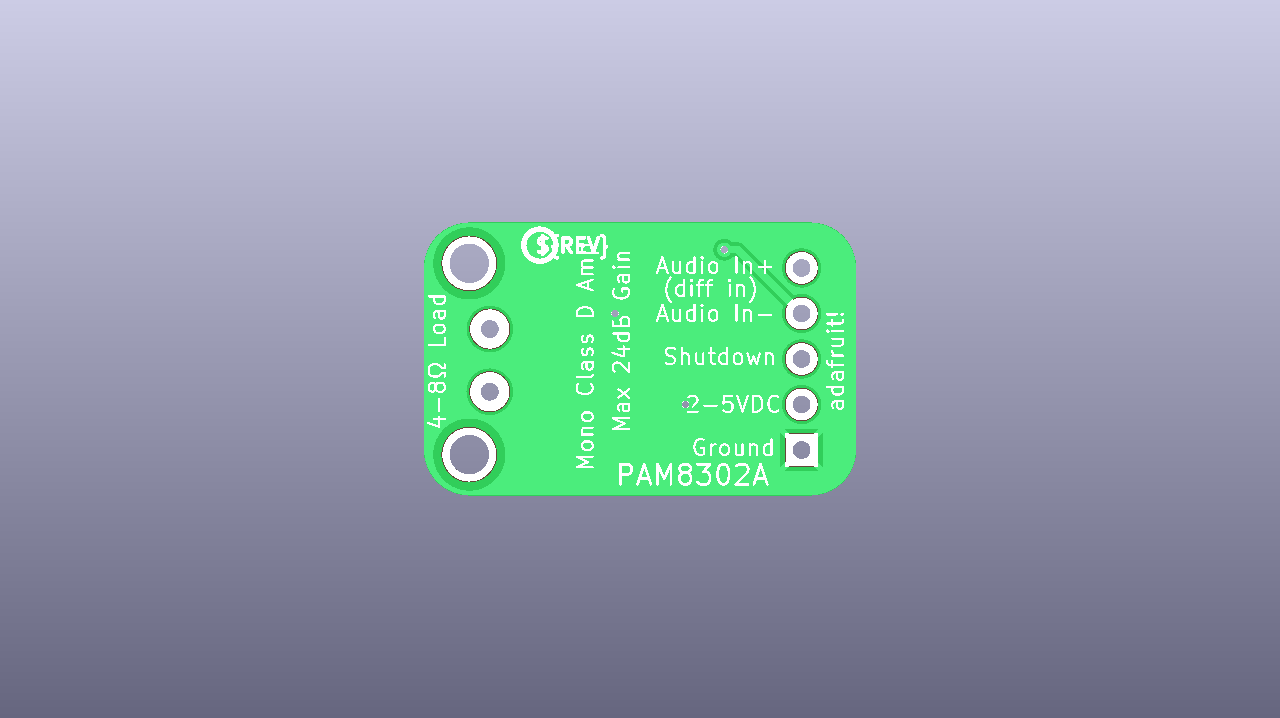 ${REV}
Audio In+
(diff in)
Audio In-
Shutdown
2-5VDC
Ground
PAM8302A
4-8Ω Load
Mono Class D Amp
Max 24dB Gain
adafruit!